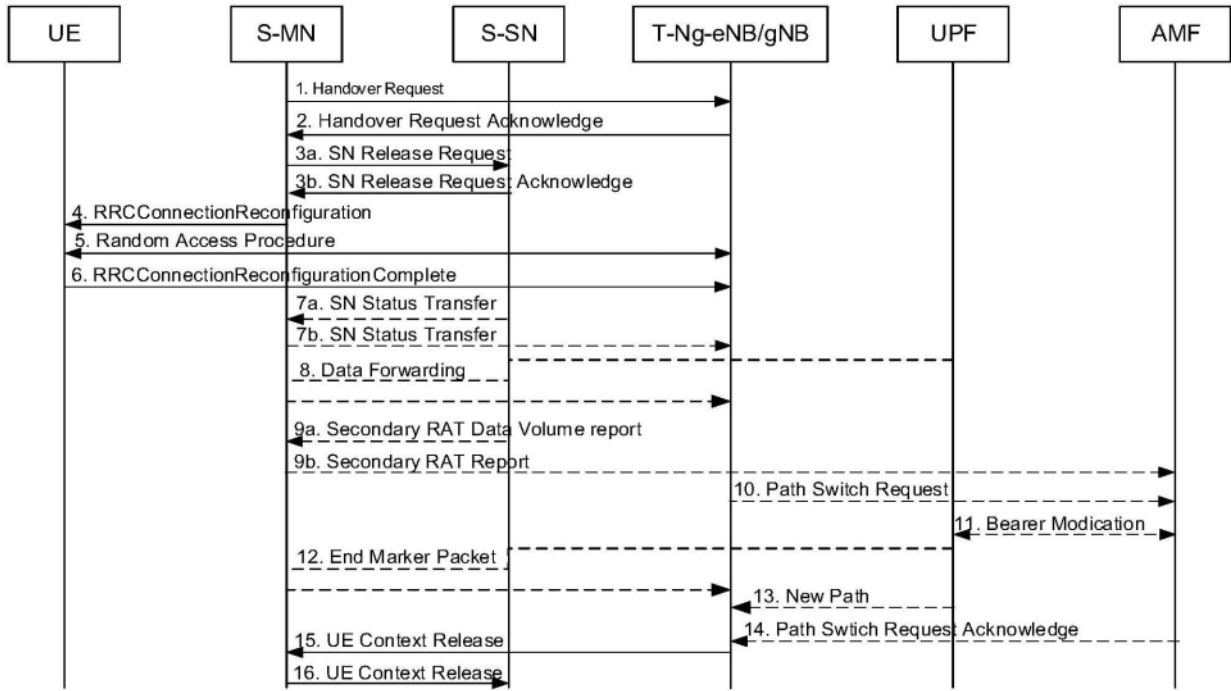 UE
S-MN
S-SN
T-Ng-eNB/gNB
UPF
AMF
1. Handover Request
2. Handover Request Acknowledge
3a. SN Release Request
3b. SN Release Request Acknowledge
4. RRCConnectionReconfiguration
5. Random Access Procedure
6. RRCConnectionReconfigurationComplete
7a. SN Status Transfer
7b. SN Status Transfer
8. Data Forwarding
9a. Secondary RAT Data Volume report
9b. Secondary RAT Report
10. Path Switch Request
11. Bearer Modication
12. End Marker Packet
13. New Path
14. Path Swtich Request Acknowledge
15. UE Context Release
16. UE Context Release